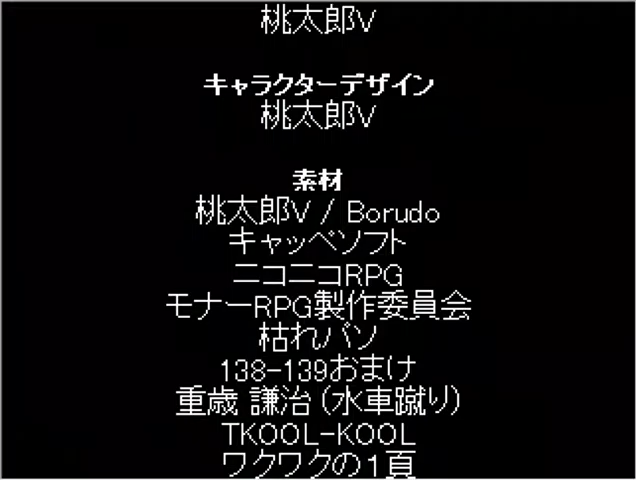 桃太郎V
キャラクターデザイン
桃太郎V
素材
桃太郎V / Borudo
キャッベソフト
ニコニコRPG
モナーRPG製作委員会
枯れパソ
138-139おまけ
重歳 謙治（水車蹴り）
TKOOL-KOOL
ワクワクの１頁